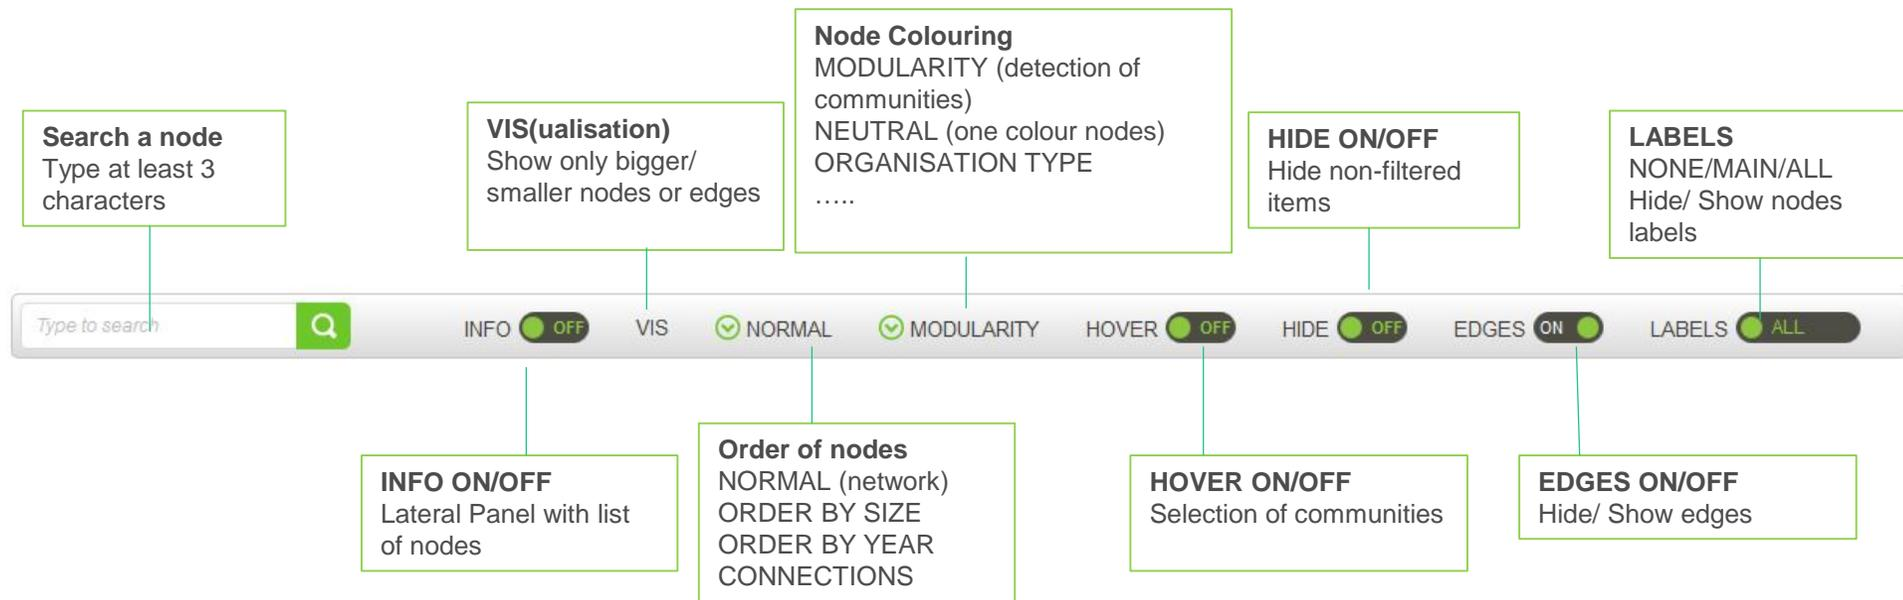 Node Colouring
MODULARITY (detection of
communities)
NEUTRAL (one colour nodes)
ORGANISATION TYPE
…..
Search a node
Type at least 3
characters
VIS(ualisation)
Show only bigger/
smaller nodes or edges
HIDE ON/OFF
Hide non-filtered
items
LABELS
NONE/MAIN/ALL
Hide/ Show nodes
labels
Type to search
INFO OFF
VIS
NORMAL
MODULARITY
HOVER OFF
HIDE OFF
EDGES ON
LABELS ALL
INFO ON/OFF
Lateral Panel with list
of nodes
Order of nodes
NORMAL (network)
ORDER BY SIZE
ORDER BY YEAR
CONNECTIONS
HOVER ON/OFF
Selection of communities
EDGES ON/OFF
Hide/ Show edges